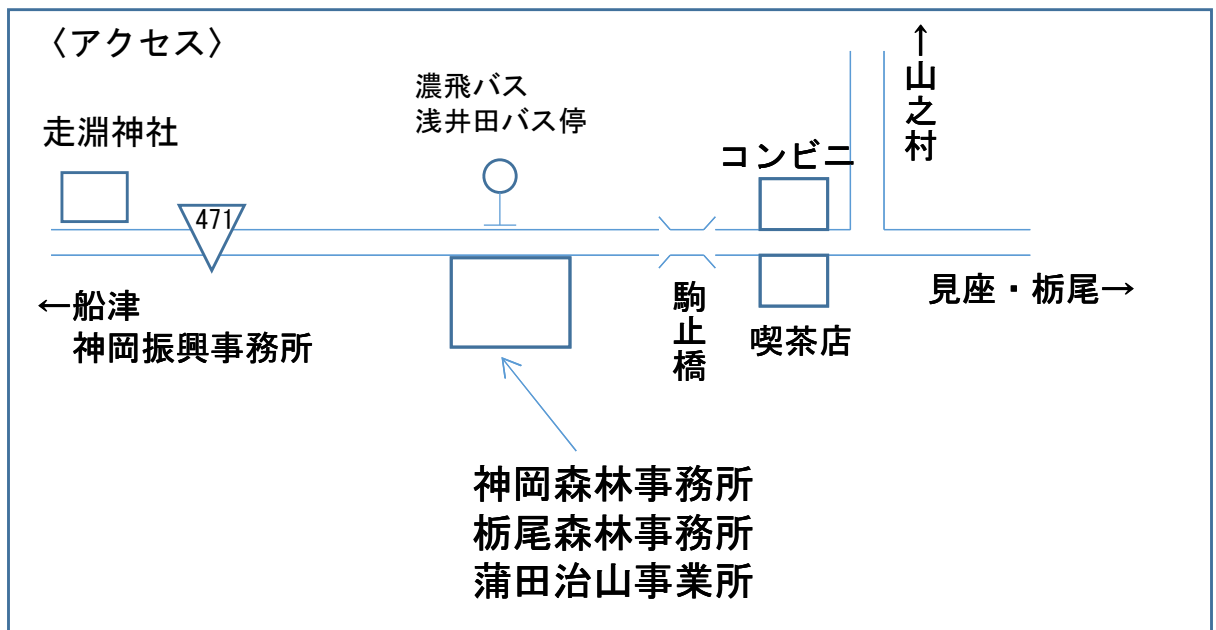 〈アクセス〉
↑山之村
濃飛バス
浅井田バス停
走淵神社
コンビニ
471
←船津
神岡振興事務所
駒止橋
見座・栃尾→
喫茶店
神岡森林事務所
栃尾森林事務所
蒲田治山事業所